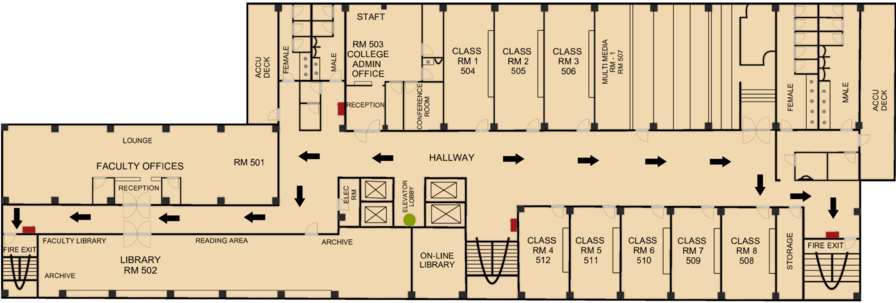 STAFT
RM 503
COLLEGE
ADMIN
OFFICE
RECEPTION
CONFERENCE
ROOM
ACCU
DECK
FEMALE
MALE
CLASS
RM 1
504
CLASS
RM 2
505
CLASS
RM 3
506
MULTI MEDIA
RM - 1
RM 507
FEMALE
MALE
ACCU
DECK
LOUNGE
FACULTY OFFICES
RM 501
RECEPTION
HALLWAY
ELEC
RM
ELEVATOR
LOBBY
FIRE EXIT
FACULTY LIBRARY
READING AREA
ARCHIVE
LIBRARY
RM 502
ARCHIVE
ON-LINE
LIBRARY
CLASS
RM 4
512
CLASS
RM 5
511
CLASS
RM 6
510
CLASS
RM 7
509
CLASS
RM 8
508
STORAGE
FIRE EXIT